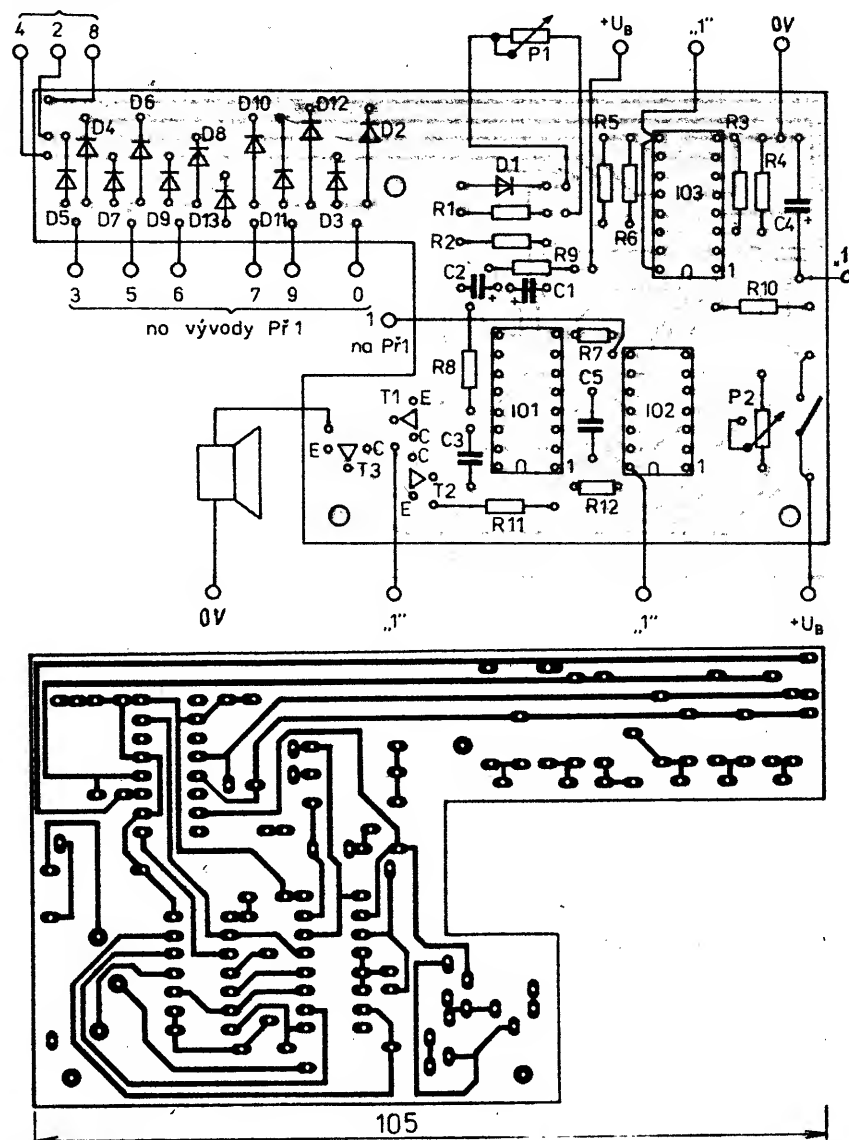 4 2 8
P1
+U_B
„1"
0V
D6
D10
D12
D4
D8
D2
R5
R3
D1
IO3
R4
R1
D5
D7
D9
D13
D11
D3
R6
C4
R2
R9
„1
3 5 6 7 9 0
C2
C1
1
R10
no vývody Př1
1
na Př1
R7
R8
C5
P2
T1
E
IO1
IO2
C
C3
E
C
C
T3
1
1
T2
E
R12
R11
0V
„1"
„1"
+U_B
105